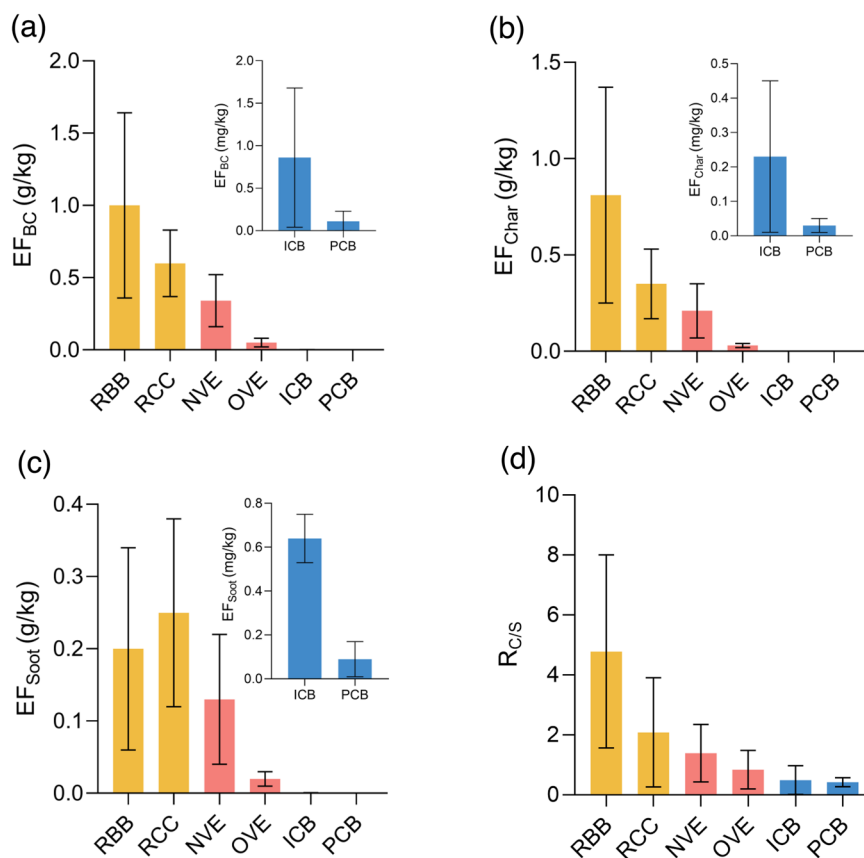 (a)
EF_BC (g/kg)
2.0
1.5
1.0
0.5
0.0
RBB RCC NVE OVE ICB PCB
EF_BC (mg/kg)
2.0
1.5
1.0
0.5
0.0
ICB PCB
(b)
EF_Char (g/kg)
1.5
1.0
0.5
0.0
RBB RCC NVE OVE ICB PCB
EF_Char (mg/kg)
0.5
0.4
0.3
0.2
0.1
0.0
ICB PCB
(c)
EF_Soot (g/kg)
0.4
0.3
0.2
0.1
0.0
RBB RCC NVE OVE ICB PCB
EF_Soot (mg/kg)
0.8
0.6
0.4
0.2
0.0
ICB PCB
(d)
R_C/S
10
8
6
4
2
0
RBB RCC NVE OVE ICB PCB